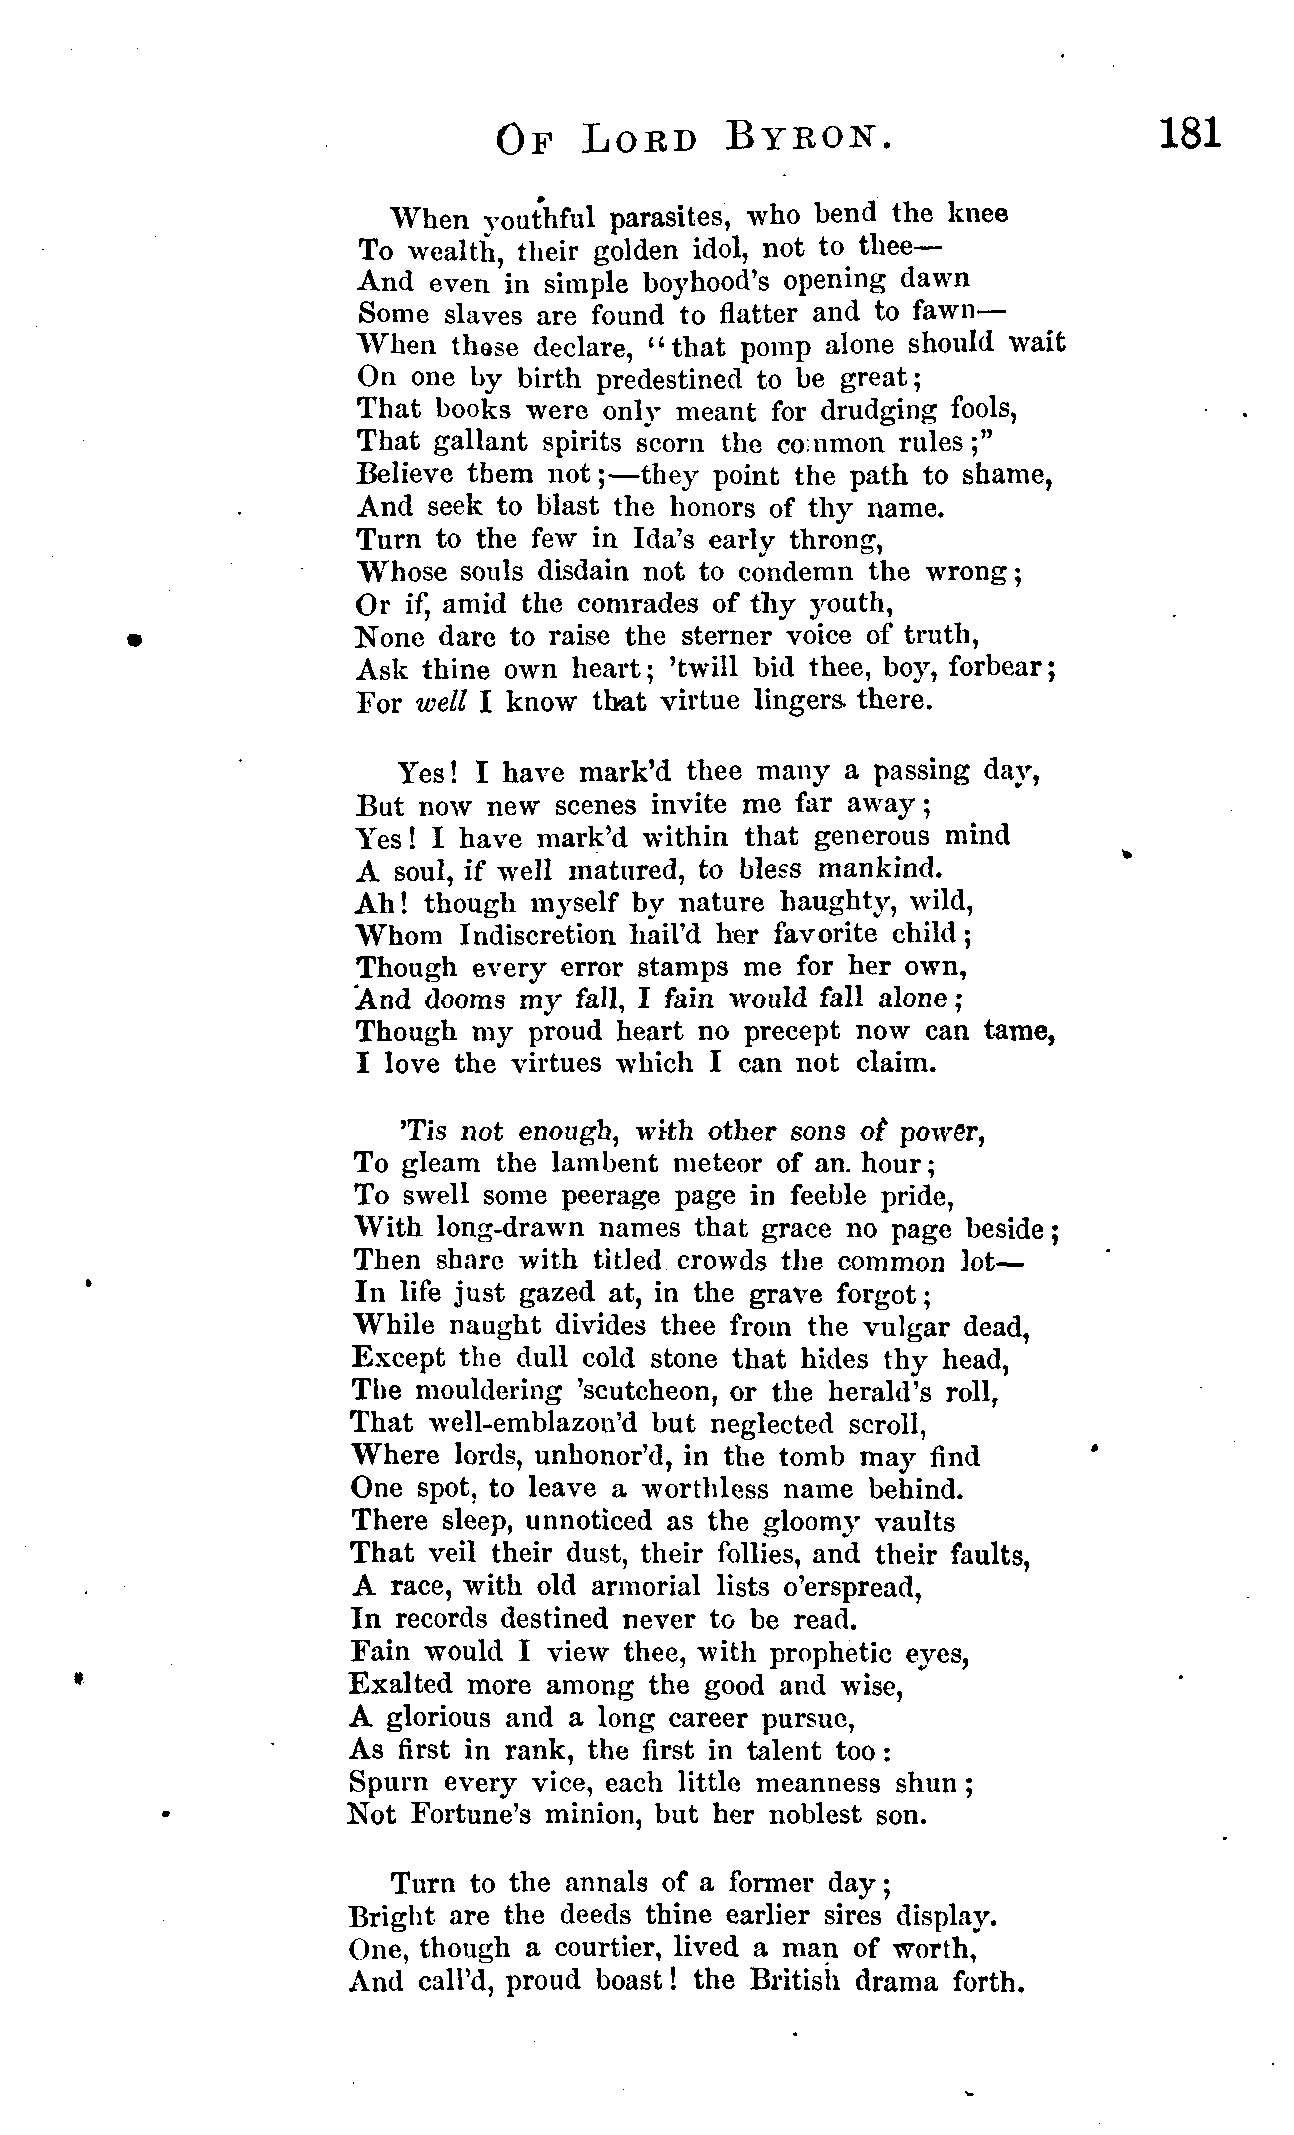 OF LORD BYRON. 181
When youthful parasites, who bend the knee
To wealth, their golden idol, not to thee—
And even in simple boyhood's opening dawn
Some slaves are found to flatter and to fawn—
When these declare, "that pomp alone should wait
On one by birth predestined to be great;
That books were only meant for drudging fools,
That gallant spirits scorn the common rules;"
Believe them not;—they point the path to shame,
And seek to blast the honors of thy name.
Turn to the few in Ida's early throng,
Whose souls disdain not to condemn the wrong;
Or if, amid the comrades of thy youth,
None dare to raise the sterner voice of truth,
Ask thine own heart; 'twill bid thee, boy, forbear;
For well I know that virtue lingers there.
Yes! I have mark'd thee many a passing day,
But now new scenes invite me far away;
Yes! I have mark'd within that generous mind
A soul, if well matured, to bless mankind.
Ah! though myself by nature haughty, wild,
Whom Indiscretion hail'd her favorite child;
Though every error stamps me for her own,
And dooms my fall, I fain would fall alone;
Though my proud heart no precept now can tame,
I love the virtues which I can not claim.
'Tis not enough, with other sons of power,
To gleam the lambent meteor of an hour;
To swell some peerage page in feeble pride,
With long-drawn names that grace no page beside;
Then share with titled crowds the common lot—
In life just gazed at, in the grave forgot;
While naught divides thee from the vulgar dead,
Except the dull cold stone that hides thy head,
The mouldering 'scutcheon, or the herald's roll,
That well-emblazon'd but neglected scroll,
Where lords, unhonor'd, in the tomb may find
One spot, to leave a worthless name behind.
There sleep, unnoticed as the gloomy vaults
That veil their dust, their follies, and their faults,
A race, with old armorial lists o'erspread,
In records destined never to be read.
Fain would I view thee, with prophetic eyes,
Exalted more among the good and wise,
A glorious and a long career pursue,
As first in rank, the first in talent too:
Spurn every vice, each little meanness shun;
Not Fortune's minion, but her noblest son.
Turn to the annals of a former day;
Bright are the deeds thine earlier sires display.
One, though a courtier, lived a man of worth,
And call'd, proud boast! the British drama forth.